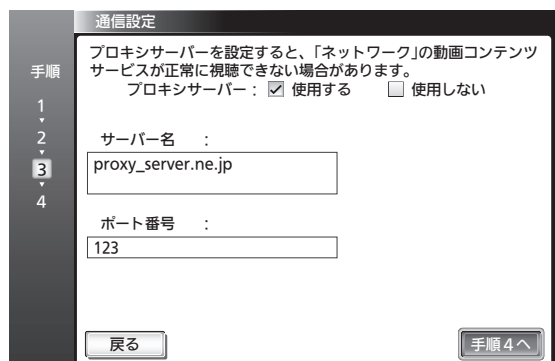 通信設定
手順
1
2
3
4
プロキシサーバーを設定すると、「ネットワーク」の動画コンテンツ
サービスが正常に視聴できない場合があります。
プロキシサーバー： 使用する 使用しない
サーバー名 ：
proxy_server.ne.jp
ポート番号 ：
123
戻る
手順４へ